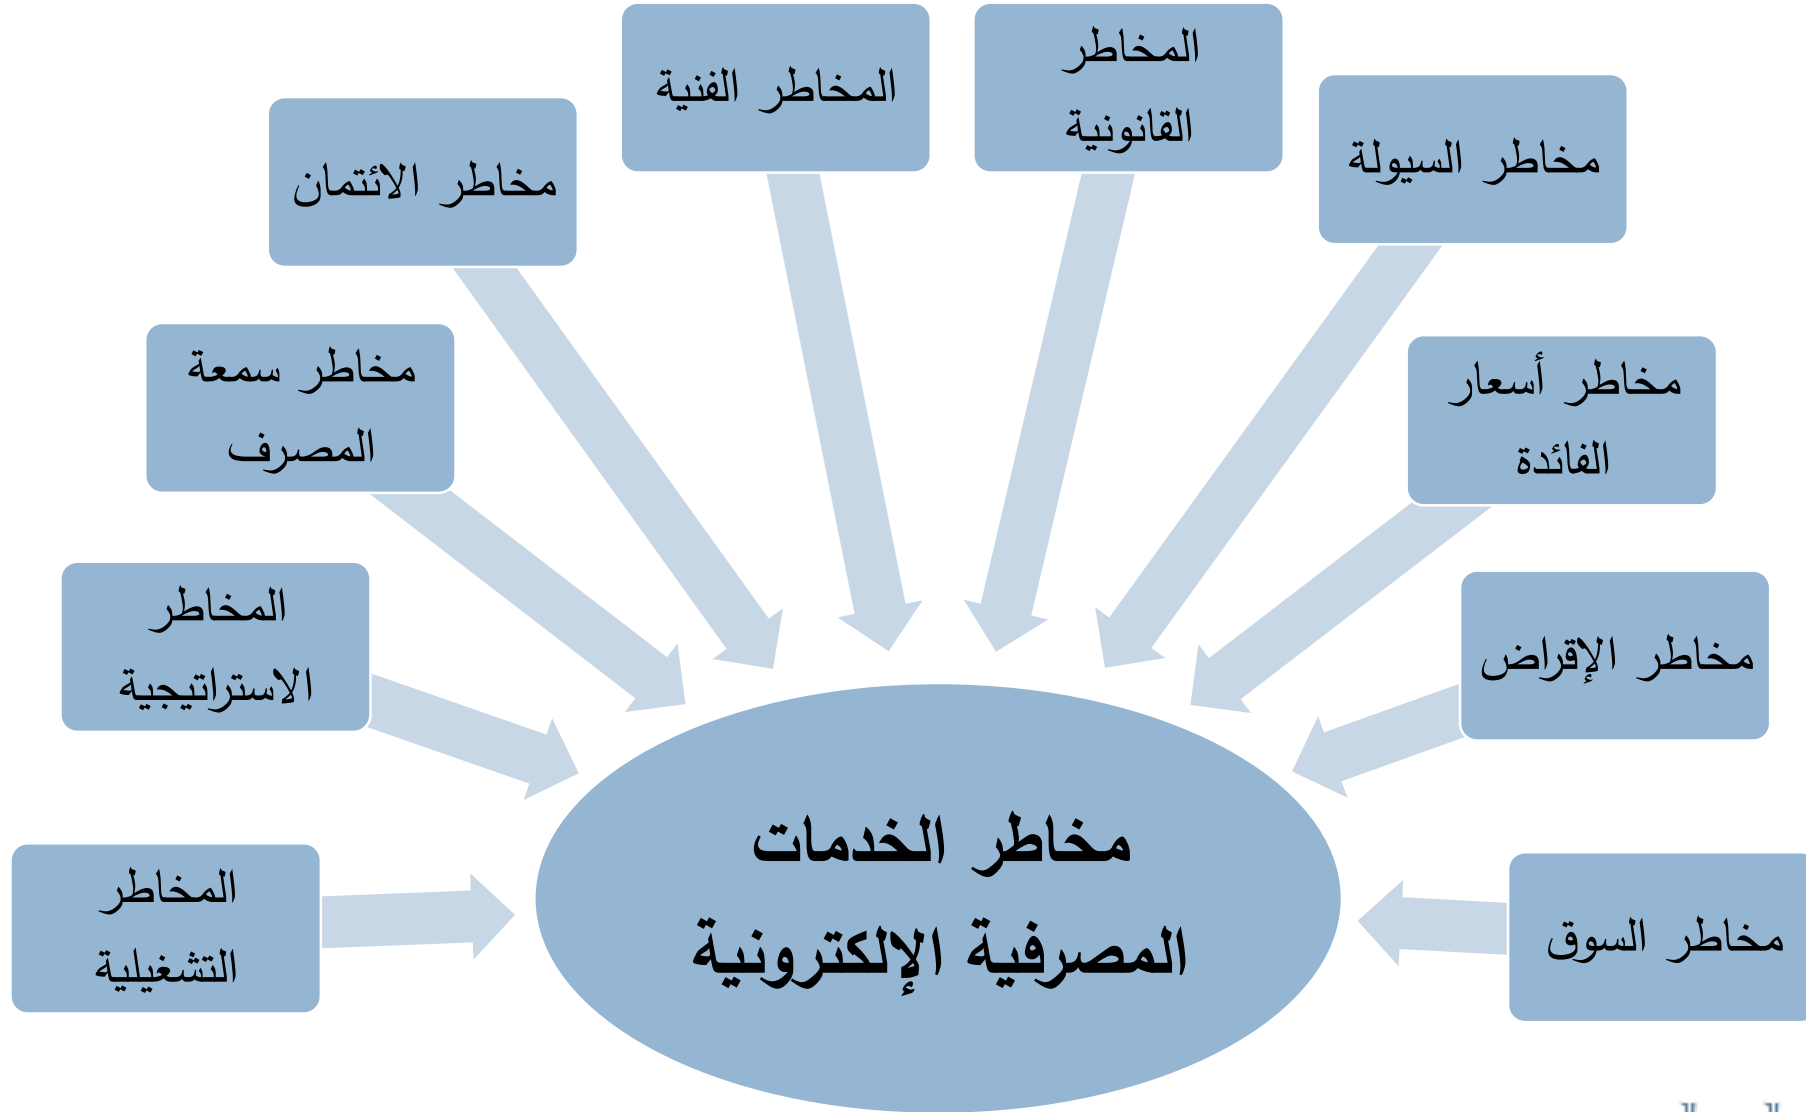 المخاطر
القانونية
المخاطر الفنية
مخاطر السيولة
مخاطر الائتمان
مخاطر أسعار
الفائدة
مخاطر سمعة
المصرف
مخاطر الإقراض
المخاطر
الاستراتيجية
مخاطر السوق
المخاطر
التشغيلية
مخاطر الخدمات
المصرفية الإلكترونية